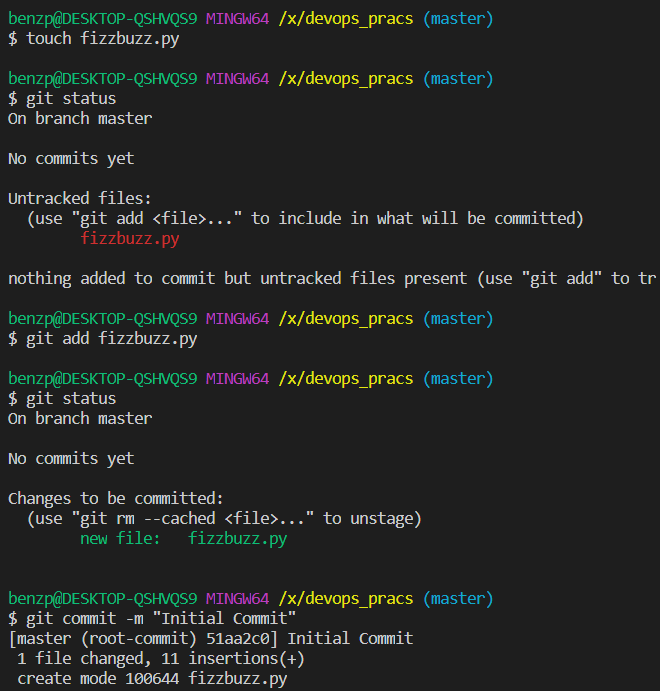 benzp@DESKTOP-QSHVQS9 MINGW64 /x/devops_pracs (master)
$ touch fizzbuzz.py
benzp@DESKTOP-QSHVQS9 MINGW64 /x/devops_pracs (master)
$ git status
On branch master
No commits yet
Untracked files:
(use "git add <file>..." to include in what will be committed)
fizzbuzz.py
nothing added to commit but untracked files present (use "git add" to tr
benzp@DESKTOP-QSHVQS9 MINGW64 /x/devops_pracs (master)
$ git add fizzbuzz.py
benzp@DESKTOP-QSHVQS9 MINGW64 /x/devops_pracs (master)
$ git status
On branch master
No commits yet
Changes to be committed:
(use "git rm --cached <file>..." to unstage)
new file:   fizzbuzz.py
benzp@DESKTOP-QSHVQS9 MINGW64 /x/devops_pracs (master)
$ git commit -m "Initial Commit"
[master (root-commit) 51aa2c0] Initial Commit
1 file changed, 11 insertions(+)
create mode 100644 fizzbuzz.py